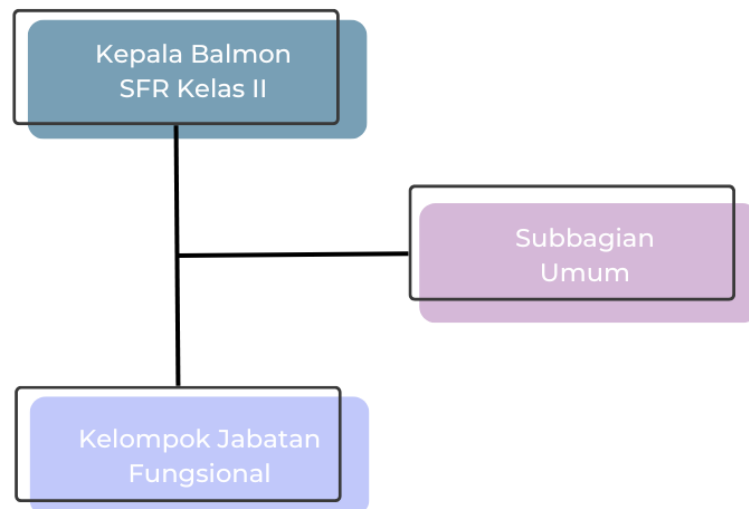 Kepala Balmon
SFR Kelas II
Subbagian
Umum
Kelompok Jabatan
Fungsional